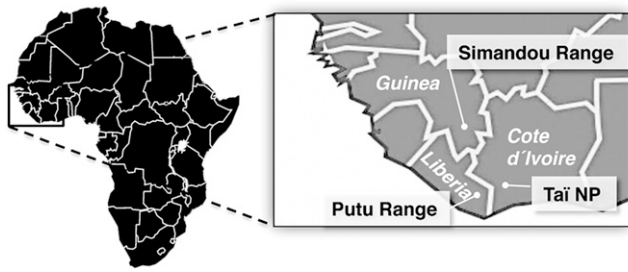 Simandou Range
Guinea
Cote
d´Ivoire
Liberia
Taï NP
Putu Range